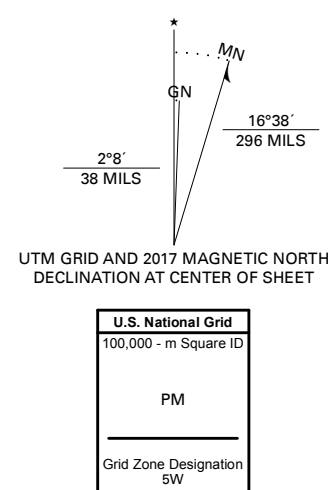 MN
GN
16°38´
296 MILS
2°8´
38 MILS
UTM GRID AND 2017 MAGNETIC NORTH
DECLINATION AT CENTER OF SHEET
U.S. National Grid
100,000 - m Square ID
PM
Grid Zone Designation
5W